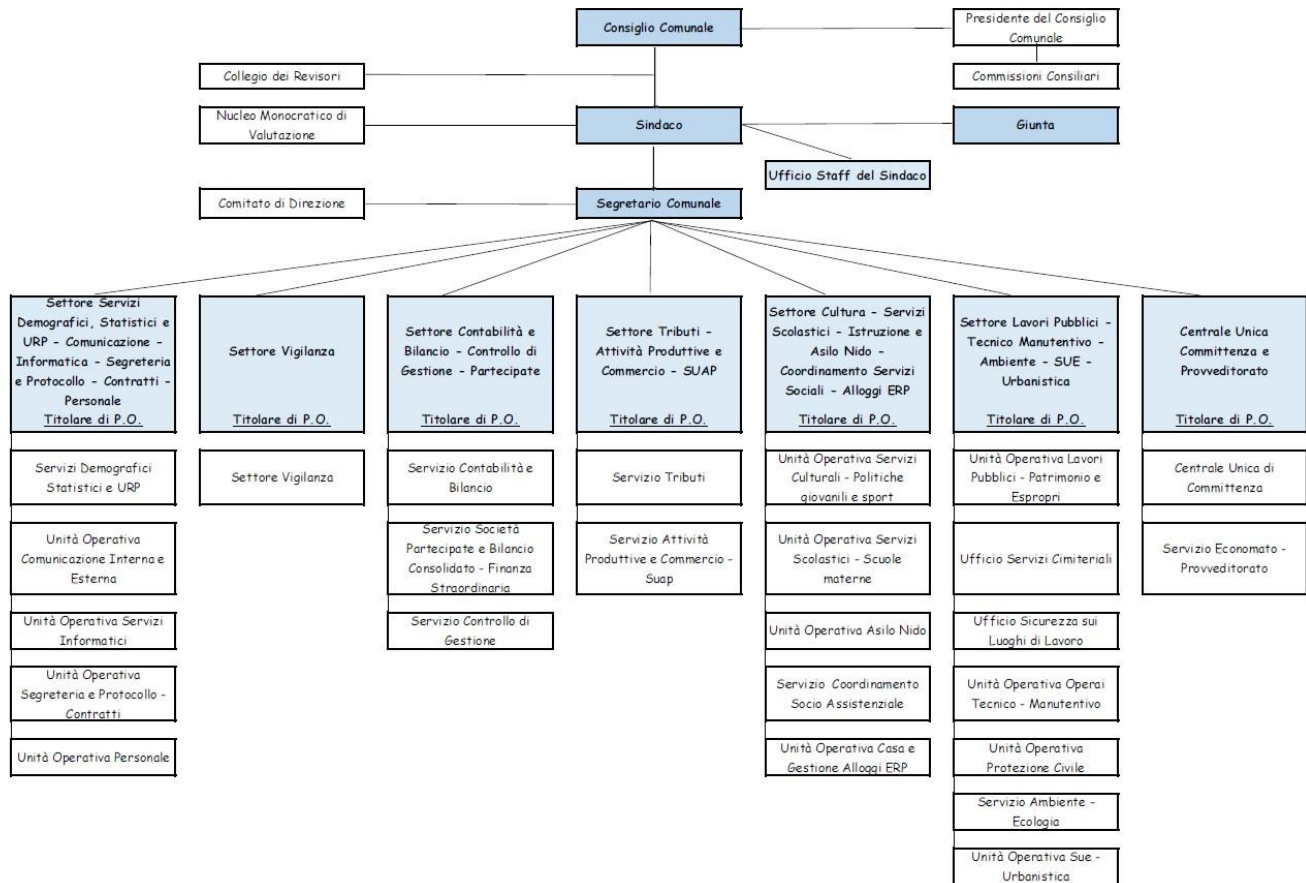 Consiglio Comunale
Presidente del Consiglio
Comunale
Collegio dei Revisori
Commissioni Consiliari
Nucleo Monocratico di
Valutazione
Sindaco
Giunta
Ufficio Staff del Sindaco
Comitato di Direzione
Segretario Comunale
Settore Servizi
Demografici, Statistici e
URP - Comunicazione -
Informatica - Segreteria
e Protocollo - Contratti -
Personale
Titolare di P.O.
Settore Vigilanza
Titolare di P.O.
Settore Contabilità e
Bilancio - Controllo di
Gestione - Partecipate
Titolare di P.O.
Settore Tributi -
Attività Produttive e
Commercio - SUAP
Titolare di P.O.
Settore Cultura - Servizi
Scolastici - Istruzione e
Asilo Nido -
Coordinamento Servizi
Sociali - Alloggi ERP
Titolare di P.O.
Settore Lavori Pubblici -
Tecnico Manutentivo -
Ambiente - SUE -
Urbanistica
Titolare di P.O.
Centrale Unica
Committenza e
Provveditorato
Titolare di P.O.
Servizi Demografici
Statistici e URP
Unità Operativa
Comunicazione Interna e
Esterna
Unità Operativa Servizi
Informatici
Unità Operativa
Segreteria e Protocollo -
Contratti
Unità Operativa Personale
Settore Vigilanza
Servizio Contabilità e
Bilancio
Servizio Società
Partecipate e Bilancio
Consolidato - Finanza
Straordinaria
Servizio Controllo di
Gestione
Servizio Tributi
Servizio Attività
Produttive e Commercio -
Suap
Unità Operativa Servizi
Culturali - Politiche
giovanili e sport
Unità Operativa Servizi
Scolastici - Scuole
materne
Unità Operativa Asilo Nido
Servizio Coordinamento
Socio Assistenziale
Unità Operativa Casa e
Gestione Alloggi ERP
Unità Operativa Lavori
Pubblici - Patrimonio e
Espropri
Ufficio Servizi Cimiteriali
Ufficio Sicurezza sui
Luoghi di Lavoro
Unità Operativa Operai
Tecnico - Manutentivo
Unità Operativa
Protezione Civile
Servizio Ambiente -
Ecologia
Unità Operativa Sue -
Urbanistica
Centrale Unica di
Committenza
Servizio Economato -
Provveditorato